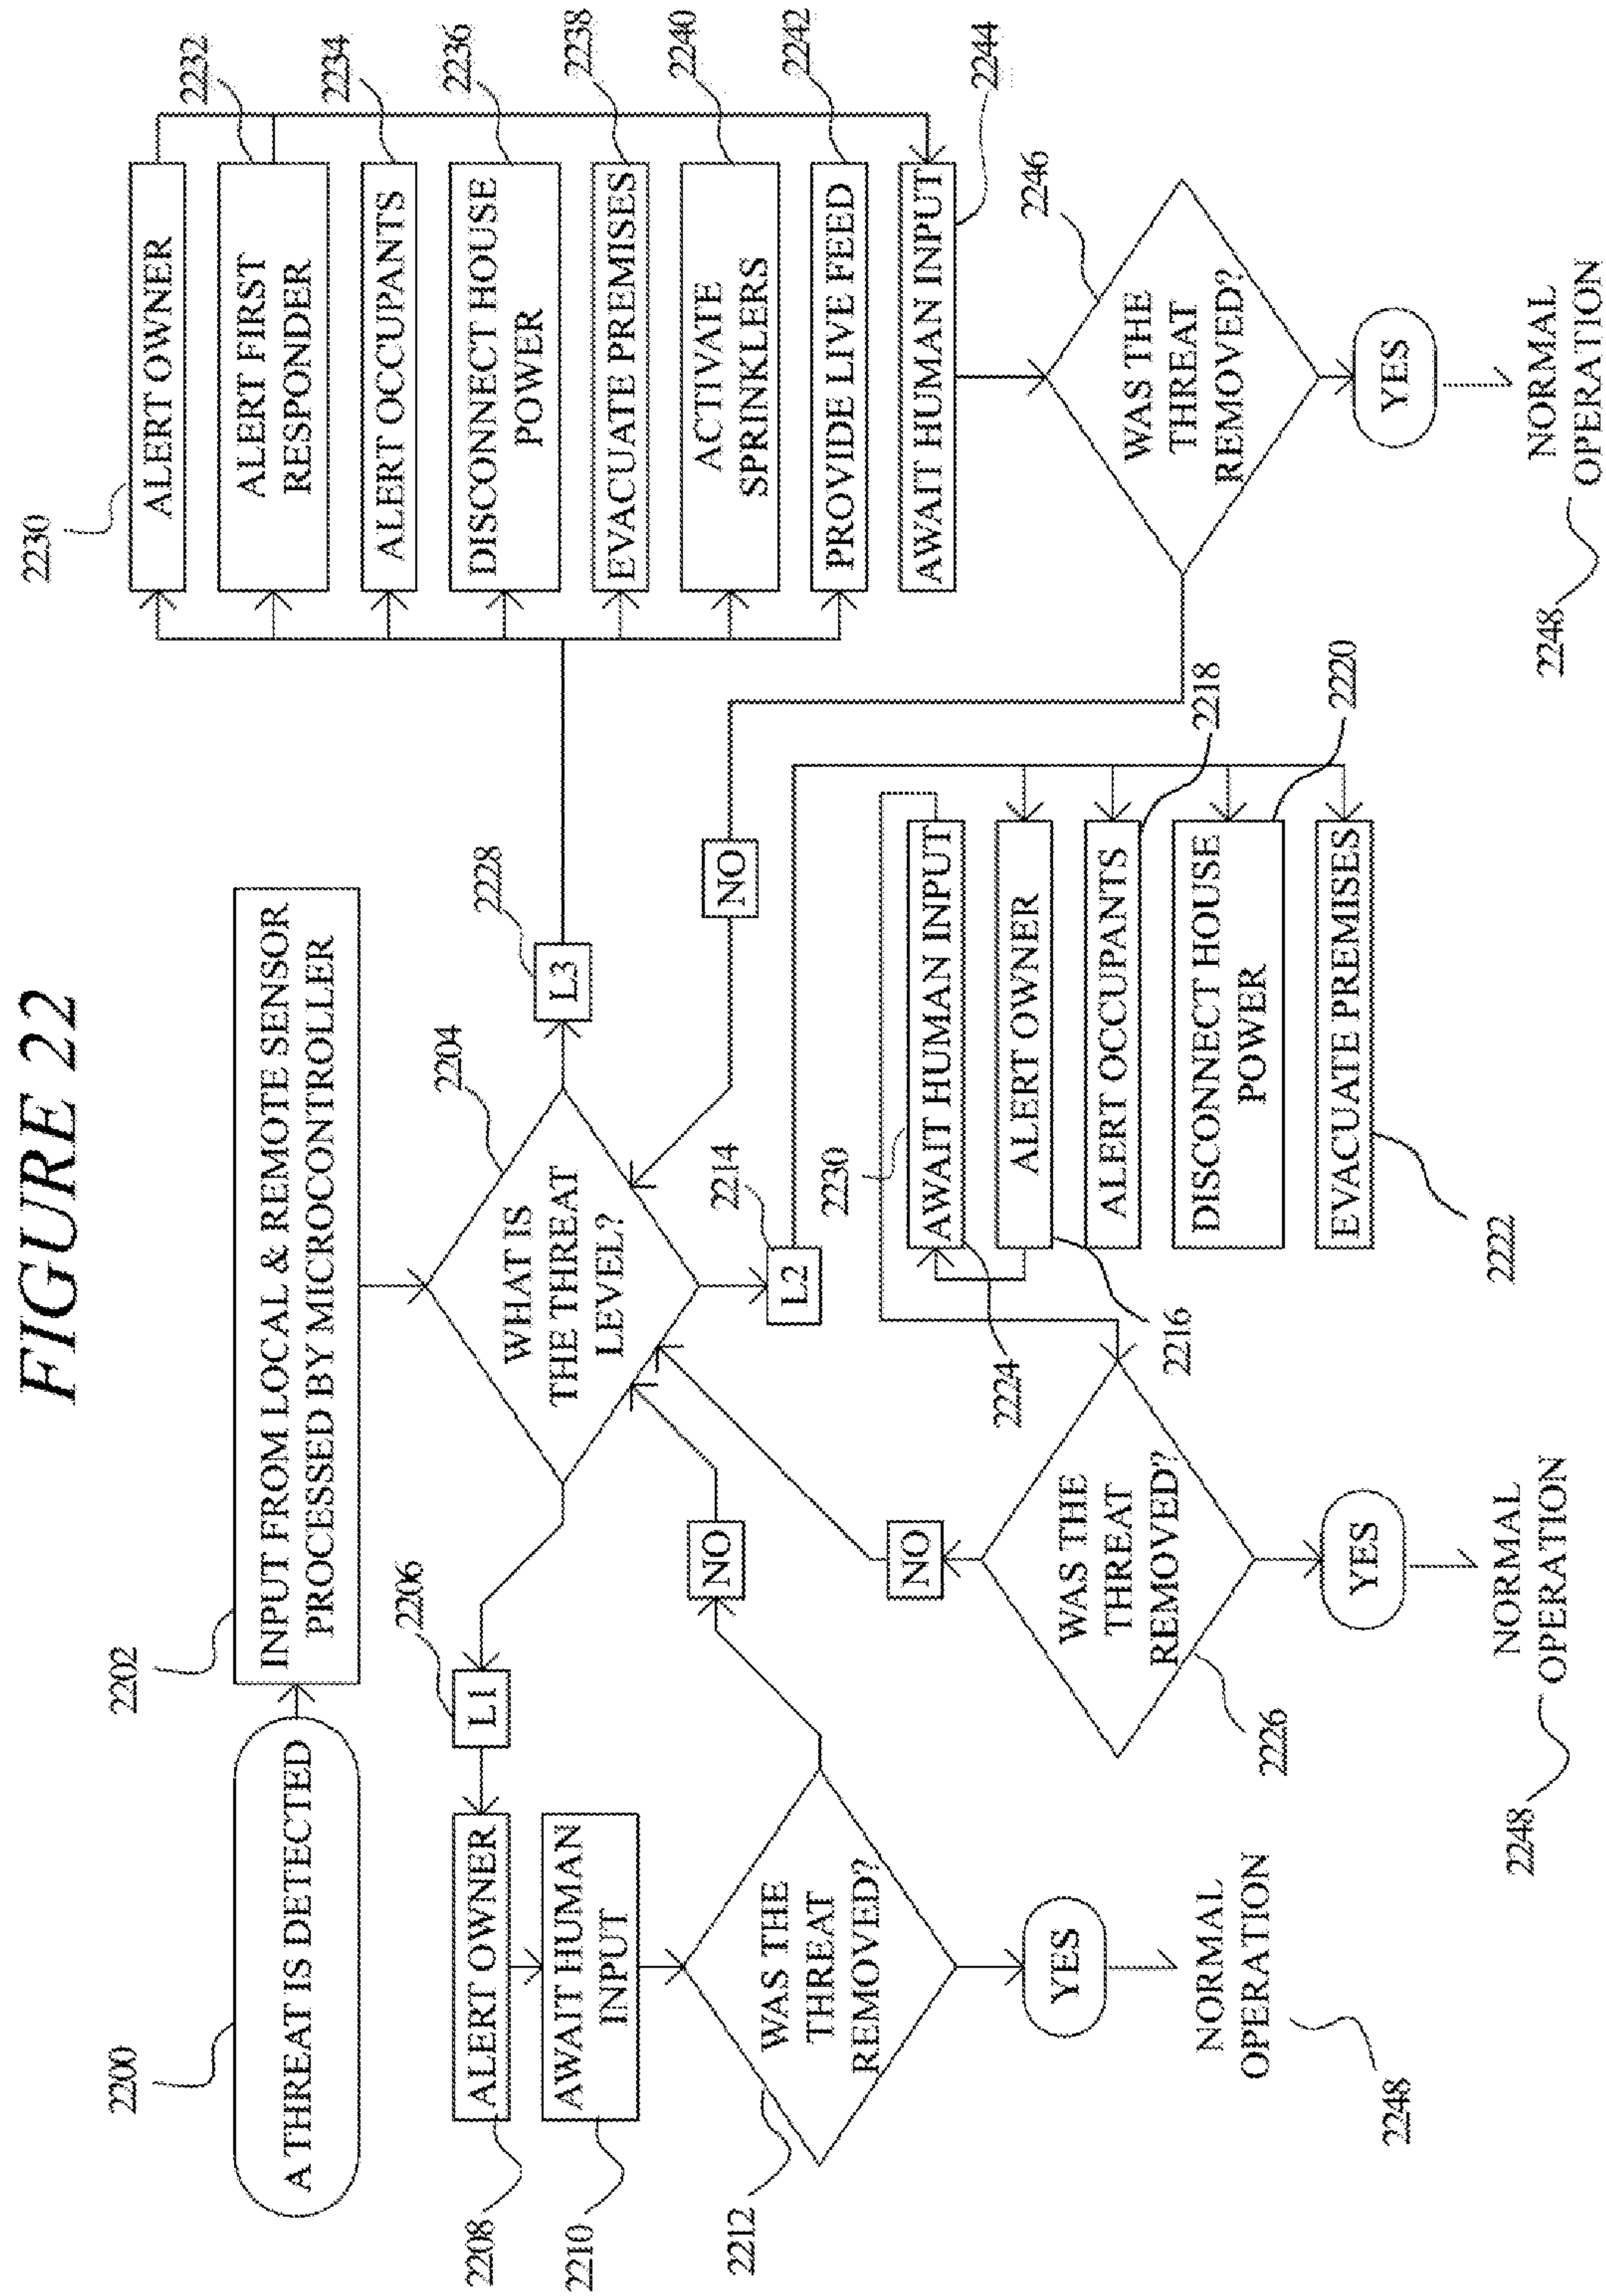 FIGURE 22
2200
A THREAT IS DETECTED
2202
INPUT FROM LOCAL & REMOTE SENSOR
PROCESSED BY MICROCONTROLLER
2204
WHAT IS
THE THREAT
LEVEL?
2206
L1
2208
ALERT OWNER
2210
AWAIT HUMAN
INPUT
2212
WAS THE
THREAT
REMOVED?
NO
YES
NORMAL
OPERATION
2248
2214
L2
2230
AWAIT HUMAN INPUT
2224
ALERT OWNER
2216
ALERT OCCUPANTS
2218
DISCONNECT HOUSE
POWER
2220
EVACUATE PREMISES
2222
WAS THE
THREAT
REMOVED?
2226
NO
YES
NORMAL
OPERATION
2248
2228
L3
2230
ALERT OWNER
2232
ALERT FIRST
RESPONDER
2234
ALERT OCCUPANTS
2236
DISCONNECT HOUSE
POWER
2238
EVACUATE PREMISES
2240
ACTIVATE
SPRINKLERS
2242
PROVIDE LIVE FEED
2244
AWAIT HUMAN INPUT
2246
WAS THE
THREAT
REMOVED?
NO
YES
NORMAL
OPERATION
2248